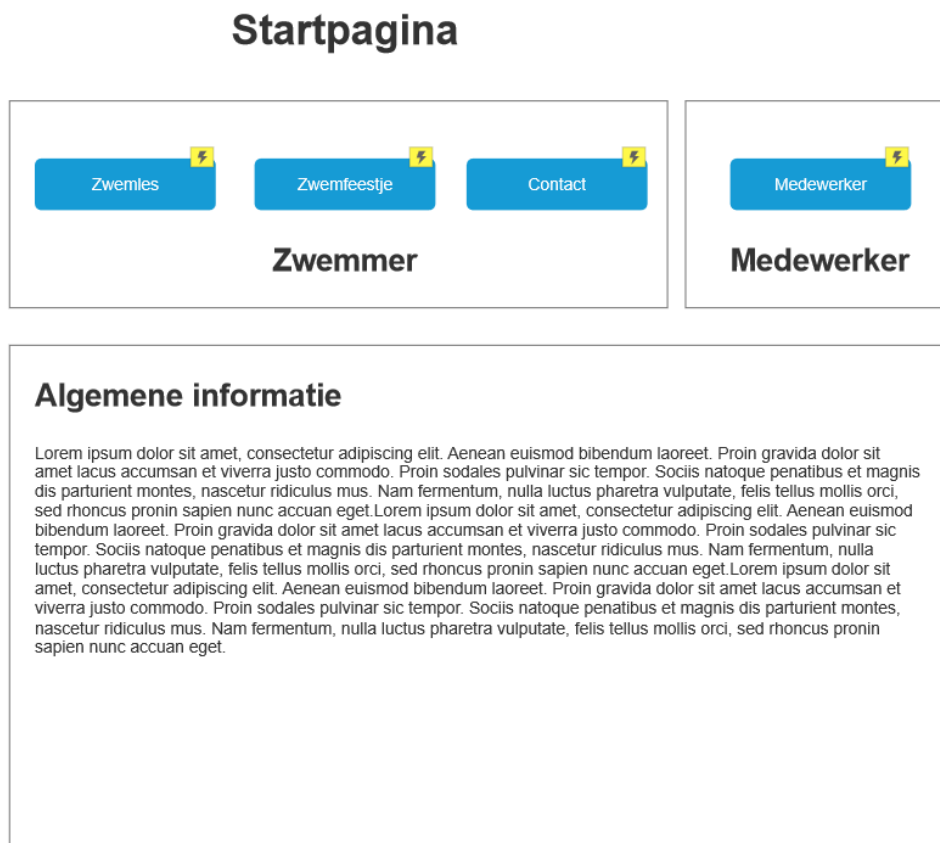 Startpagina
Zwemles
Zwemfeestje
Contact
Zwemmer
Medewerker
Medewerker
Algemene informatie
Lorem ipsum dolor sit amet, consectetur adipiscing elit. Aenean euismod bibendum laoreet. Proin gravida dolor sit
amet lacus accumsan et viverra justo commodo. Proin sodales pulvinar sic tempor. Sociis natoque penatibus et magnis
dis parturient montes, nascetur ridiculus mus. Nam fermentum, nulla luctus pharetra vulputate, felis tellus mollis orci,
sed rhoncus pronin sapien nunc accuan eget.Lorem ipsum dolor sit amet, consectetur adipiscing elit. Aenean euismod
bibendum laoreet. Proin gravida dolor sit amet lacus accumsan et viverra justo commodo. Proin sodales pulvinar sic
tempor. Sociis natoque penatibus et magnis dis parturient montes, nascetur ridiculus mus. Nam fermentum, nulla
luctus pharetra vulputate, felis tellus mollis orci, sed rhoncus pronin sapien nunc accuan eget.Lorem ipsum dolor sit
amet, consectetur adipiscing elit. Aenean euismod bibendum laoreet. Proin gravida dolor sit amet lacus accumsan et
viverra justo commodo. Proin sodales pulvinar sic tempor. Sociis natoque penatibus et magnis dis parturient montes,
nascetur ridiculus mus. Nam fermentum, nulla luctus pharetra vulputate, felis tellus mollis orci, sed rhoncus pronin
sapien nunc accuan eget.